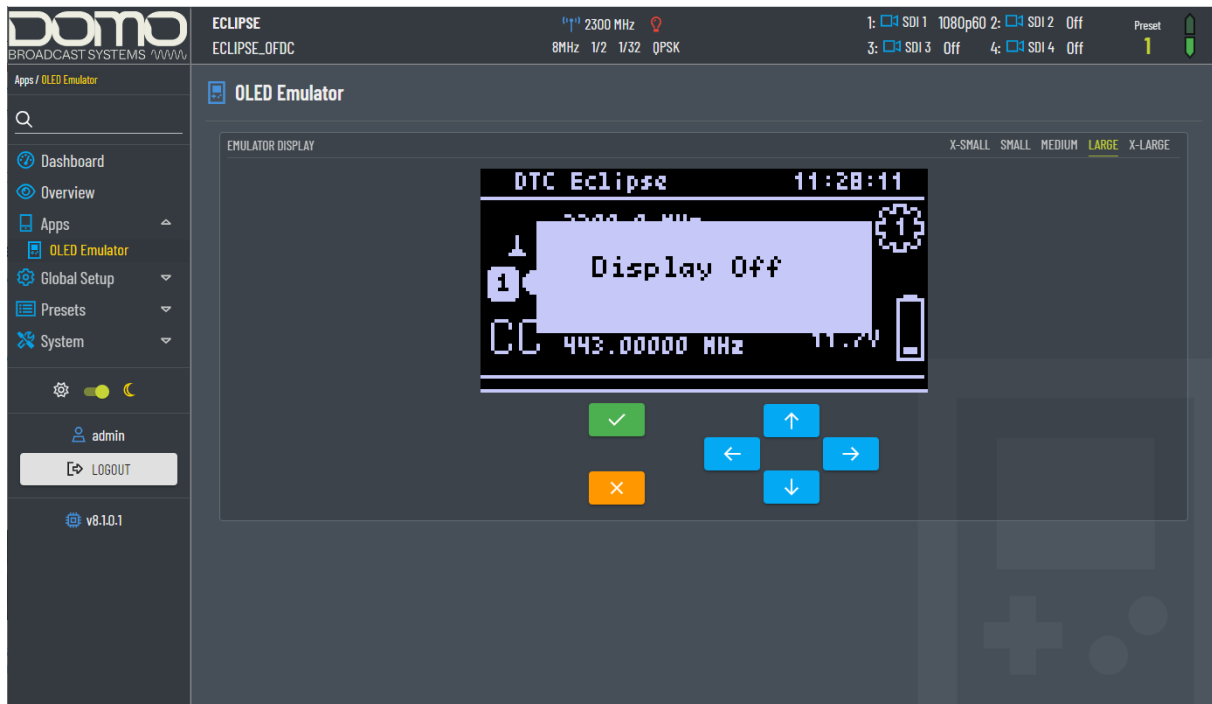 DOMO
BROADCAST SYSTEMS
ECLIPSE
ECLIPSE_OFDC
2300 MHz
8MHz 1/2 1/32 QPSK
1: SDI 1 1080p60 2: SDI 2 Off
3: SDI 3 Off 4: SDI 4 Off
Preset
1
Apps / OLED Emulator
Dashboard
Overview
Apps
OLED Emulator
Global Setup
Presets
System
admin
LOGOUT
v8.1.0.1
OLED Emulator
EMULATOR DISPLAY
X-SMALL SMALL MEDIUM LARGE X-LARGE
DTC Eclipse 11:28:11
1
1
Display Off
CC 443.00000 MHz 11.7V